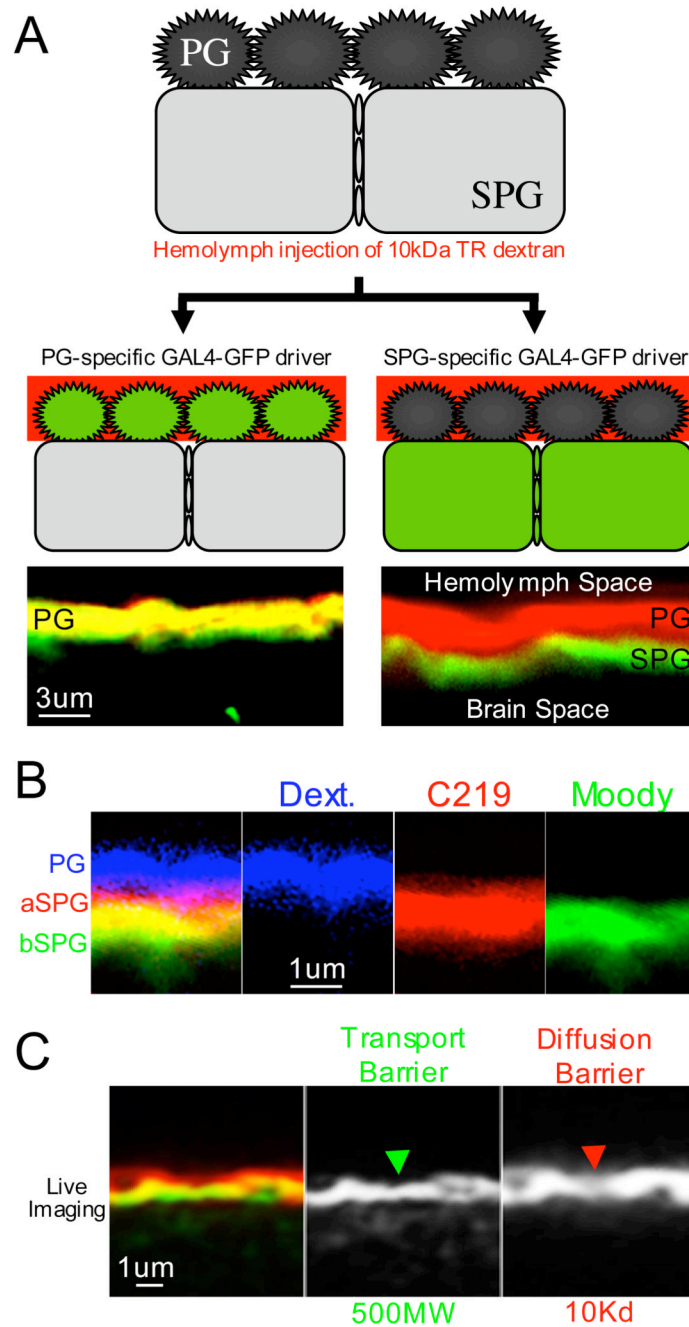 A
PG
SPG
Hemolymph injection of 10kDa TR dextran
PG-specific GAL4-GFP driver
SPG-specific GAL4-GFP driver
PG
3um
Hemolymph Space
PG
SPG
Brain Space
B
Dext.
C219
Moody
PG
aSPG
bSPG
1um
C
Transport
Barrier
Diffusion
Barrier
Live
Imaging
1um
500MW
10Kd